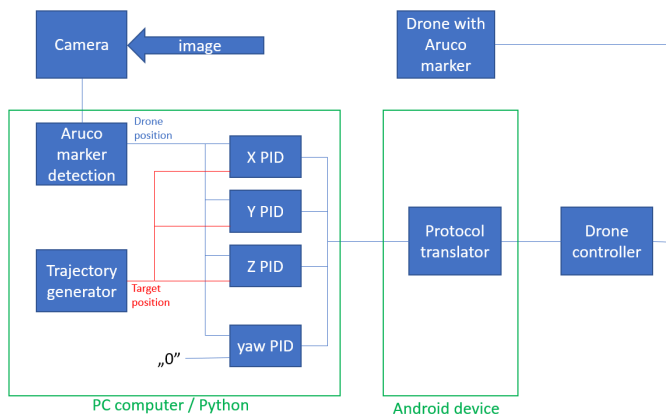 Camera
image
Drone with
Aruco
marker
Aruco
marker
detection
Drone
position
X PID
Y PID
Z PID
yaw PID
Trajectory
generator
Target
position
„0”
Protocol
translator
Drone
controller
PC computer / Python
Android device